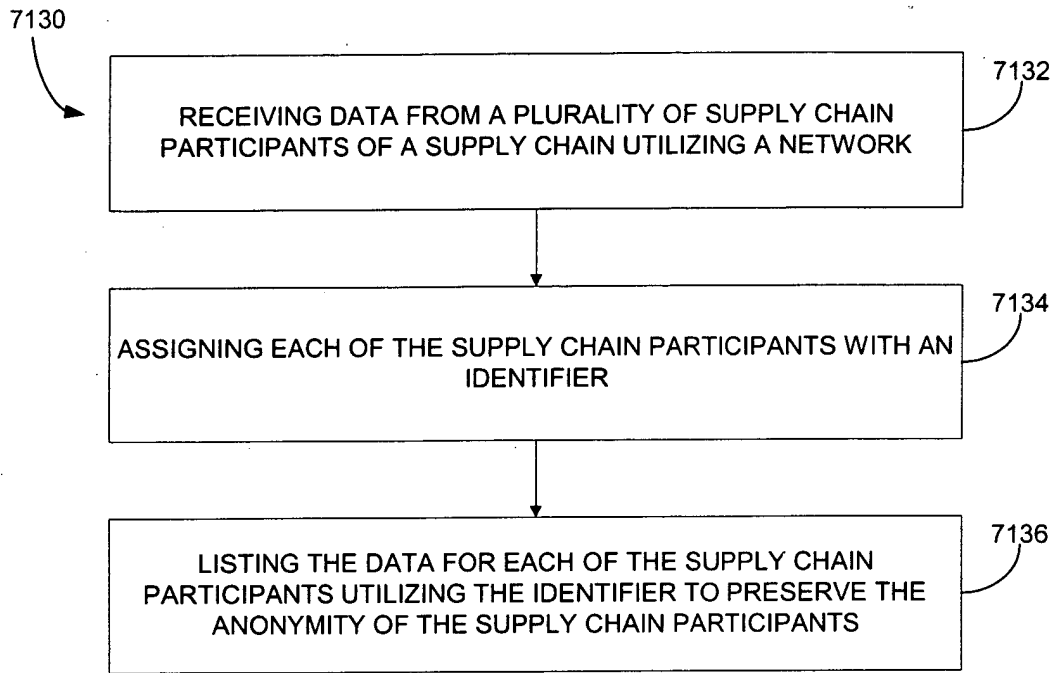 7130
7132
RECEIVING DATA FROM A PLURALITY OF SUPPLY CHAIN
PARTICIPANTS OF A SUPPLY CHAIN UTILIZING A NETWORK
7134
ASSIGNING EACH OF THE SUPPLY CHAIN PARTICIPANTS WITH AN
IDENTIFIER
7136
LISTING THE DATA FOR EACH OF THE SUPPLY CHAIN
PARTICIPANTS UTILIZING THE IDENTIFIER TO PRESERVE THE
ANONYMITY OF THE SUPPLY CHAIN PARTICIPANTS